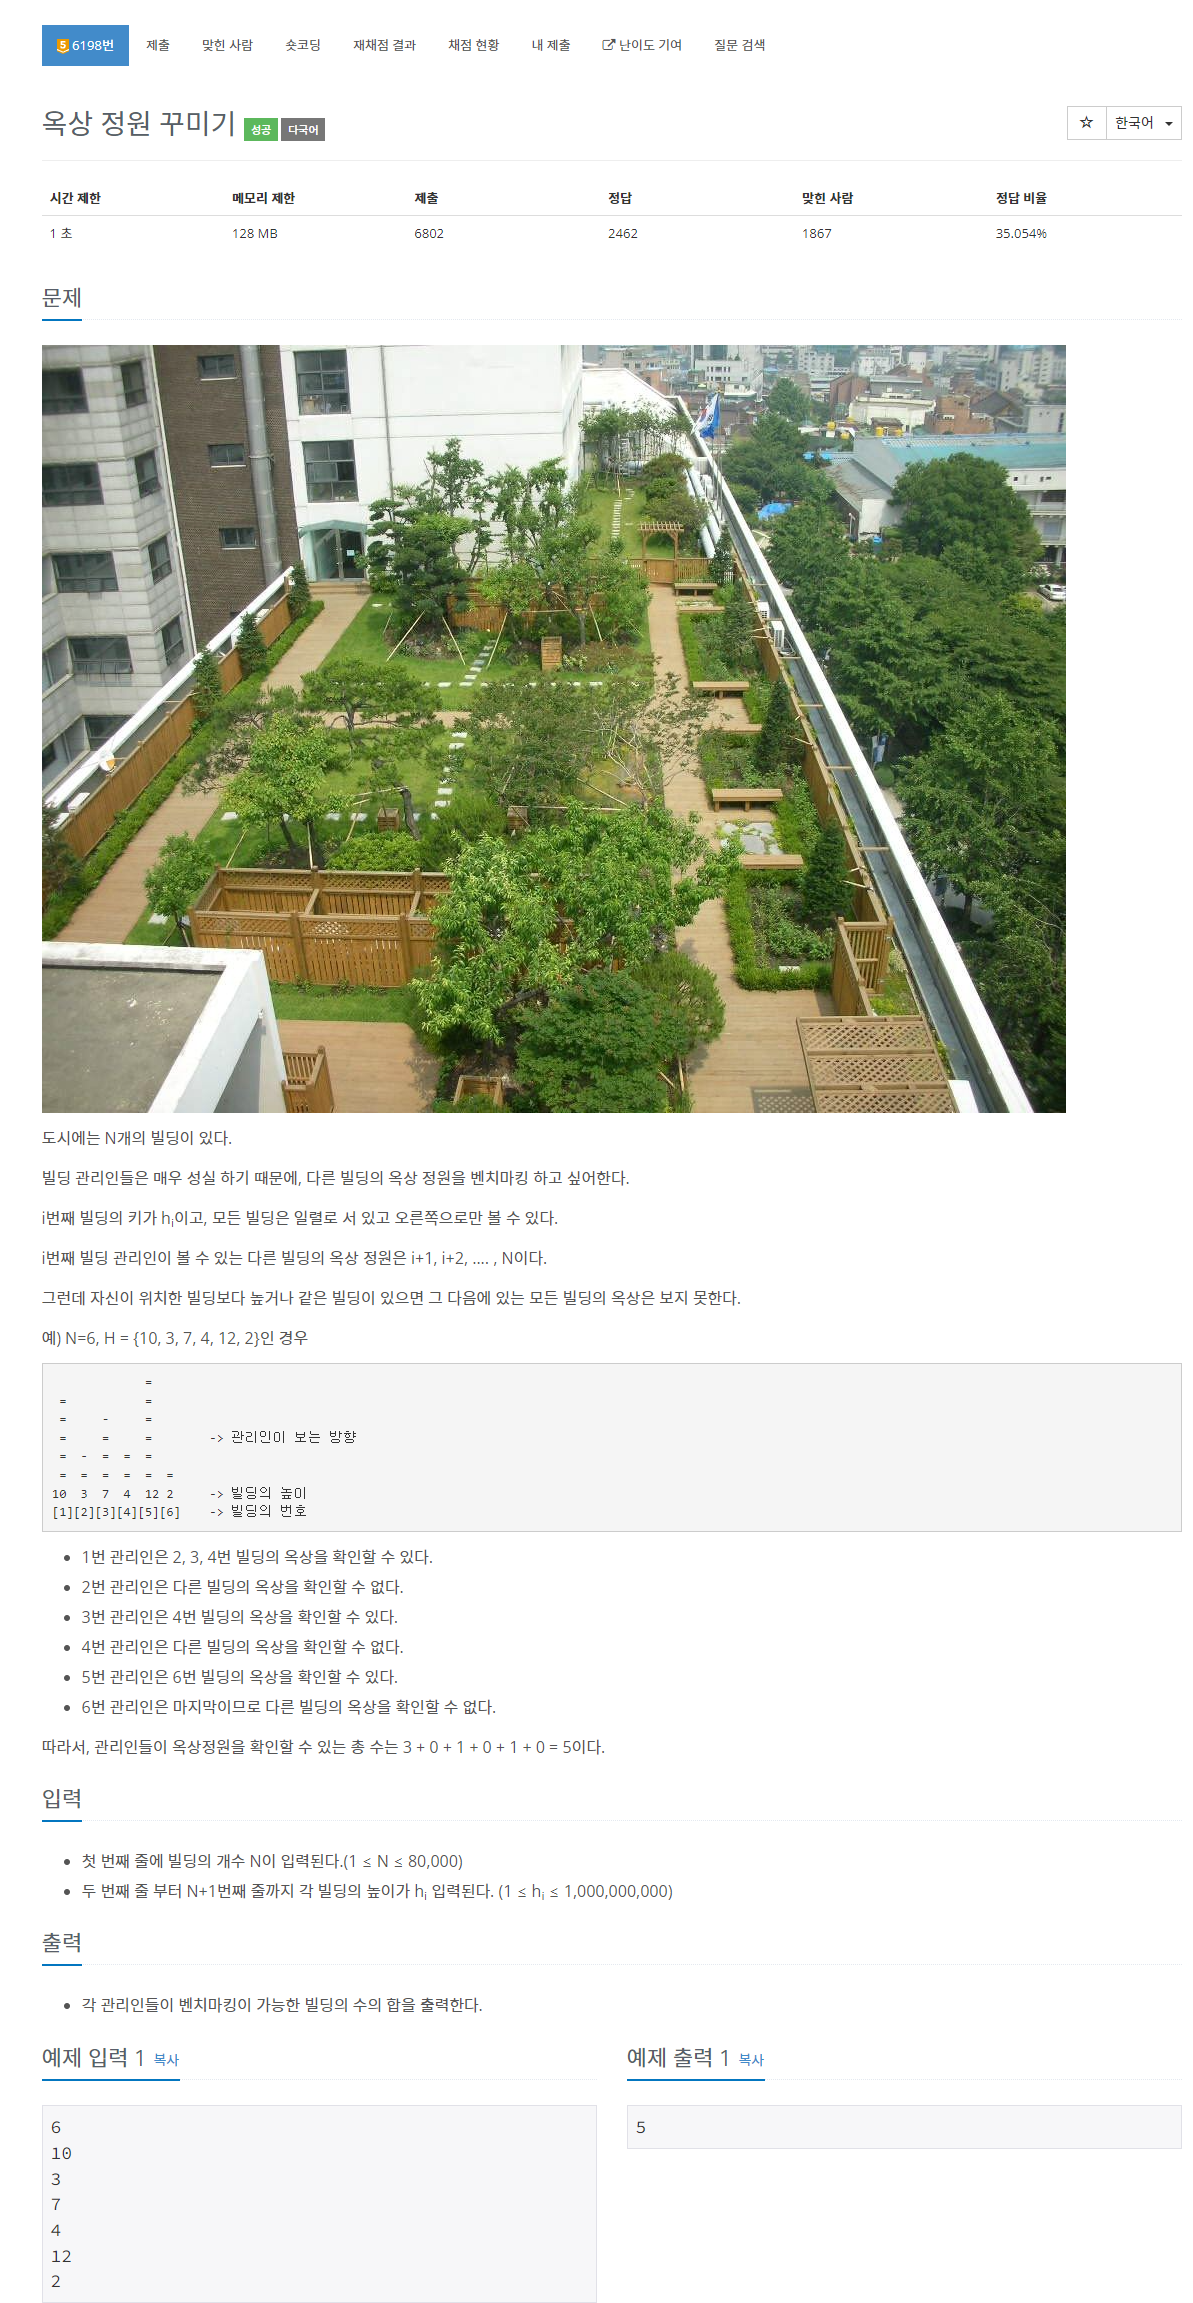 5 6198번 제출 맞힌 사람 숏코딩 재채점 결과 채점 현황 내 제출 난이도 기여 질문 검색
옥상 정원 꾸미기 성공 다국어 ☆ 한국어
시간 제한 메모리 제한 제출 정답 맞힌 사람 정답 비율
1 초 128 MB 6802 2462 1867 35.054%
문제
도시에는 N개의 빌딩이 있다.
빌딩 관리인들은 매우 성실 하기 때문에, 다른 빌딩의 옥상 정원을 벤치마킹 하고 싶어한다.
i번째 빌딩의 키가 hi이고, 모든 빌딩은 일렬로 서 있고 오른쪽으로만 볼 수 있다.
i번째 빌딩 관리인이 볼 수 있는 다른 빌딩의 옥상 정원은 i+1, i+2, .... , N이다.
그런데 자신이 위치한 빌딩보다 높거나 같은 빌딩이 있으면 그 다음에 있는 모든 빌딩의 옥상은 보지 못한다.
예) N=6, H = {10, 3, 7, 4, 12, 2}인 경우
=
= =
= - =
= = = -> 관리인이 보는 방향
= - = = =
= = = = = =
10 3 7 4 12 2 -> 빌딩의 높이
[1][2][3][4][5][6] -> 빌딩의 번호
• 1번 관리인은 2, 3, 4번 빌딩의 옥상을 확인할 수 있다.
• 2번 관리인은 다른 빌딩의 옥상을 확인할 수 없다.
• 3번 관리인은 4번 빌딩의 옥상을 확인할 수 있다.
• 4번 관리인은 다른 빌딩의 옥상을 확인할 수 없다.
• 5번 관리인은 6번 빌딩의 옥상을 확인할 수 있다.
• 6번 관리인은 마지막이므로 다른 빌딩의 옥상을 확인할 수 없다.
따라서, 관리인들이 옥상정원을 확인할 수 있는 총 수는 3 + 0 + 1 + 0 + 1 + 0 = 5이다.
입력
• 첫 번째 줄에 빌딩의 개수 N이 입력된다.(1 ≤ N ≤ 80,000)
• 두 번째 줄 부터 N+1번째 줄까지 각 빌딩의 높이가 hi 입력된다. (1 ≤ hi ≤ 1,000,000,000)
출력
• 각 관리인들이 벤치마킹이 가능한 빌딩의 수의 합을 출력한다.
예제 입력 1 복사
6
10
3
7
4
12
2
예제 출력 1 복사
5